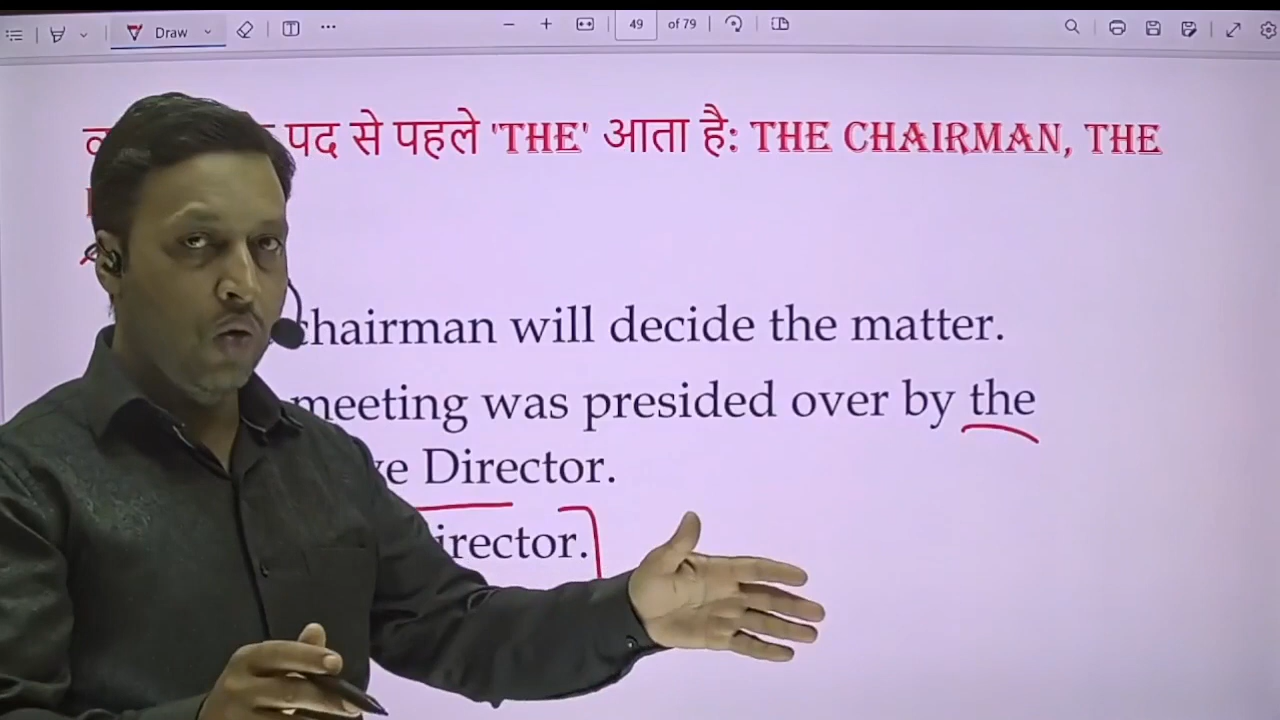 Draw 49 of 79
पद से पहले 'THE' आता है: THE CHAIRMAN, THE
chairman will decide the matter.
meeting was presided over by the
Director.